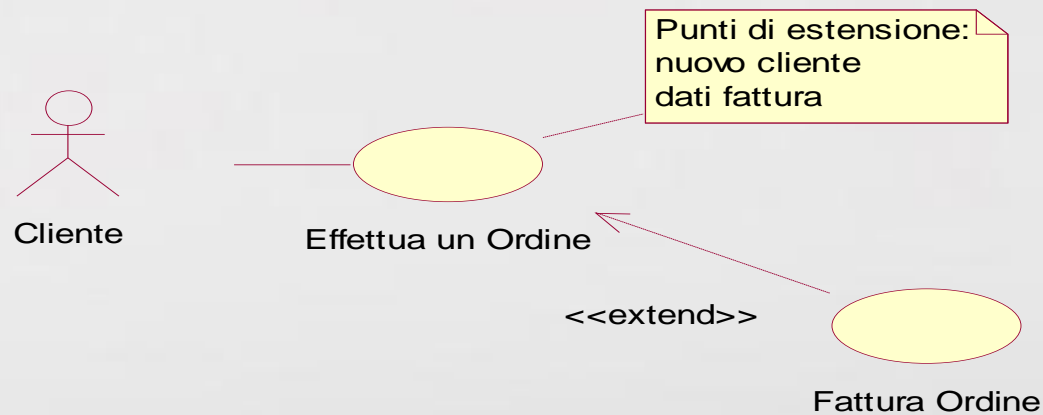 Punti di estensione:
nuovo cliente
dati fattura
Cliente
Effettua un Ordine
<<extend>>
Fattura Ordine